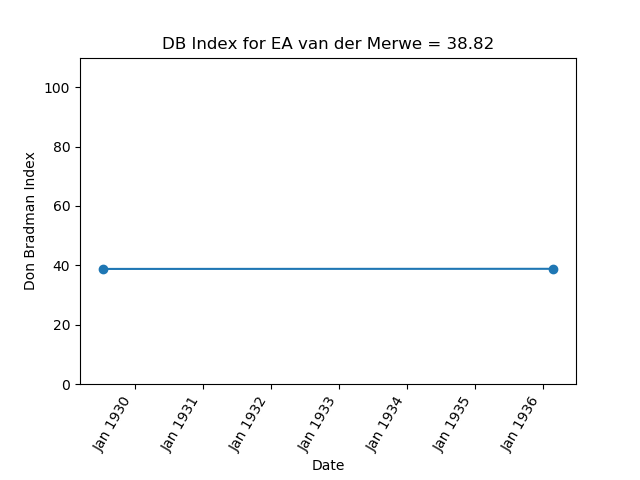 DB Index for EA van der Merwe = 38.82
Don Bradman Index
100
80
60
40
20
0
Jan 1930
Jan 1931
Jan 1932
Jan 1933
Jan 1934
Jan 1935
Jan 1936
Date